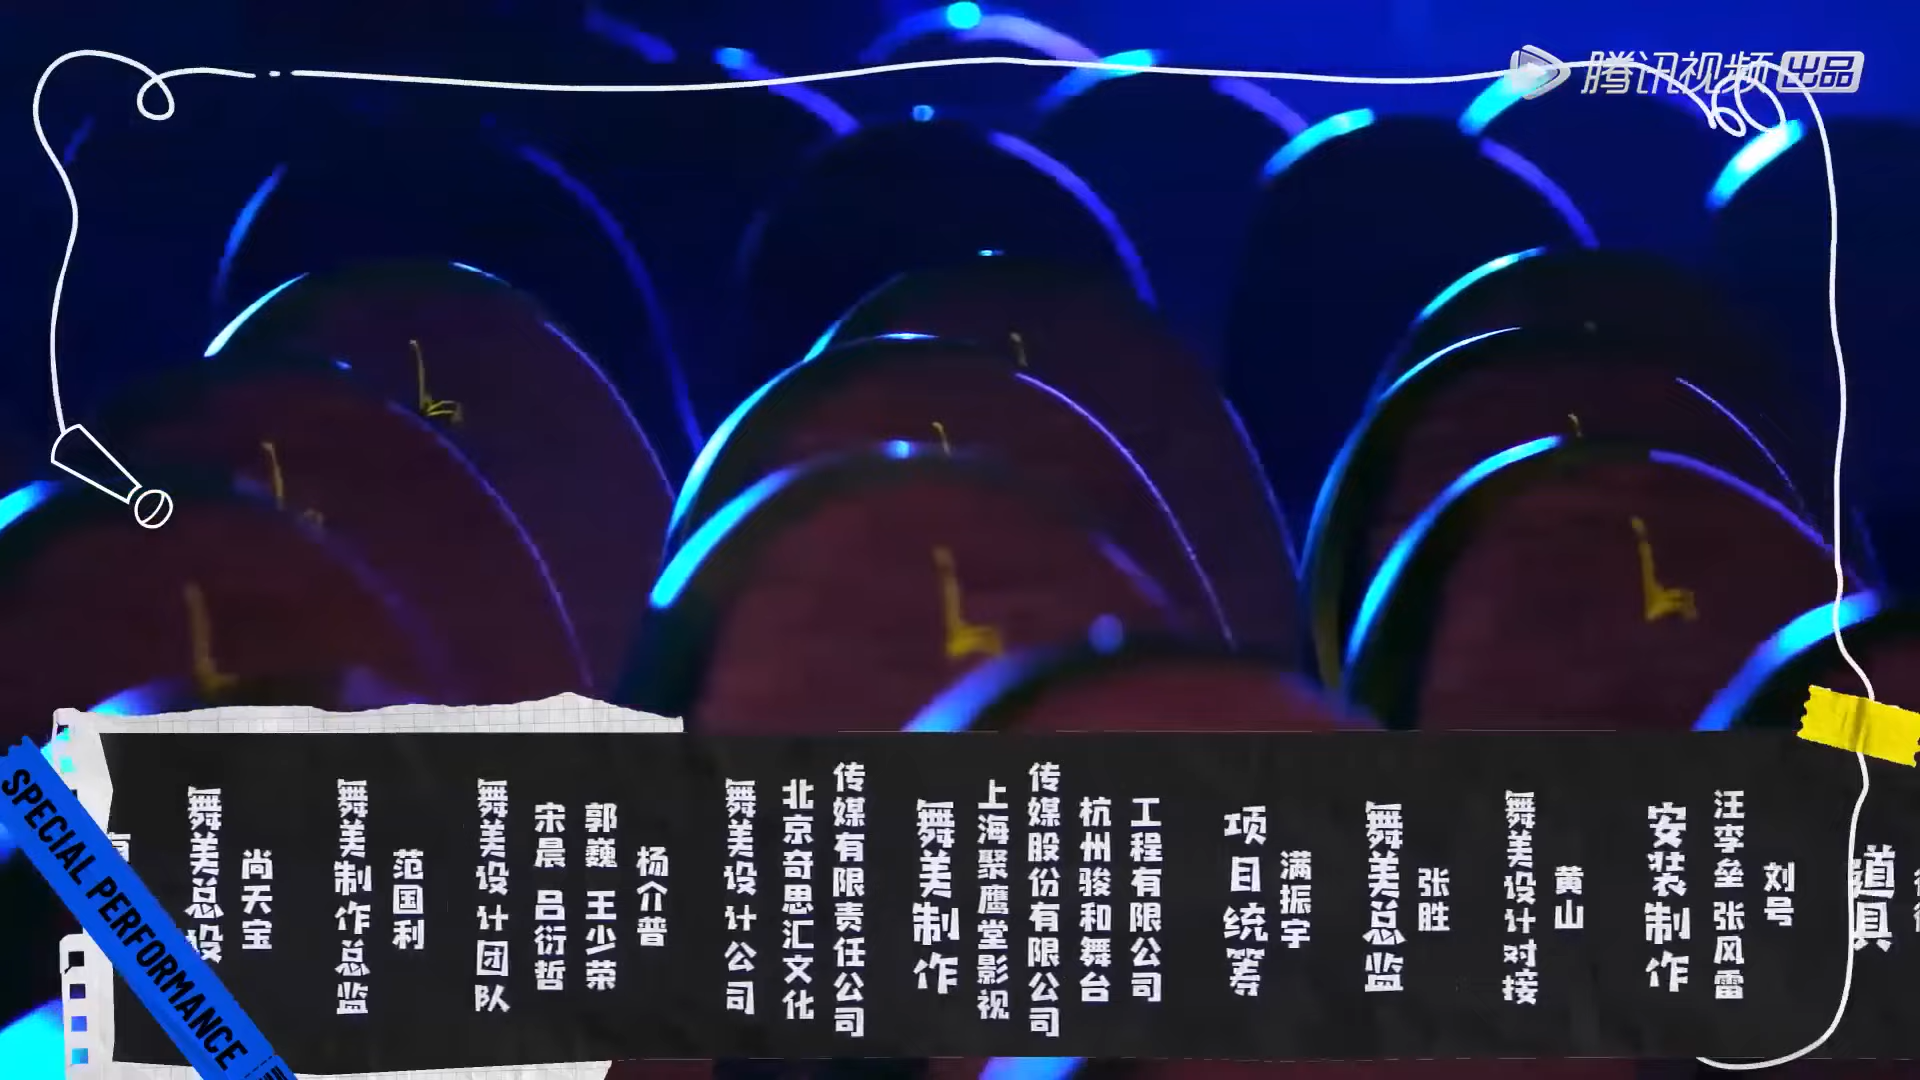 腾讯视频 出品
SPECIAL PERFORMANCE
舞美总设
尚天宝
舞美制作总监
范国利
舞美设计团队
宋晨 吕衍哲
郭巍 王少荣
杨介普
舞美设计公司
北京奇思汇文化
传媒有限责任公司
舞美制作
上海聚鹰堂影视
传媒股份有限公司
杭州骏和舞台
工程有限公司
项目统筹
满振宇
舞美总监
张胜
舞美设计对接
黄山
安装制作
汪李垒 张风雷
刘号
道具